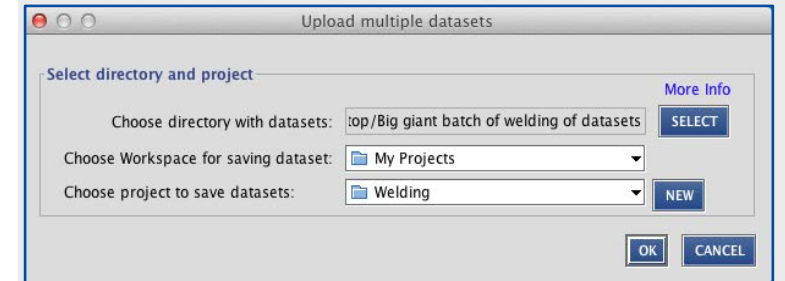 Upload multiple datasets
Select directory and project
More Info
Choose directory with datasets: top/Big giant batch of welding of datasets SELECT
Choose Workspace for saving dataset: My Projects
Choose project to save datasets: Welding NEW
OK CANCEL